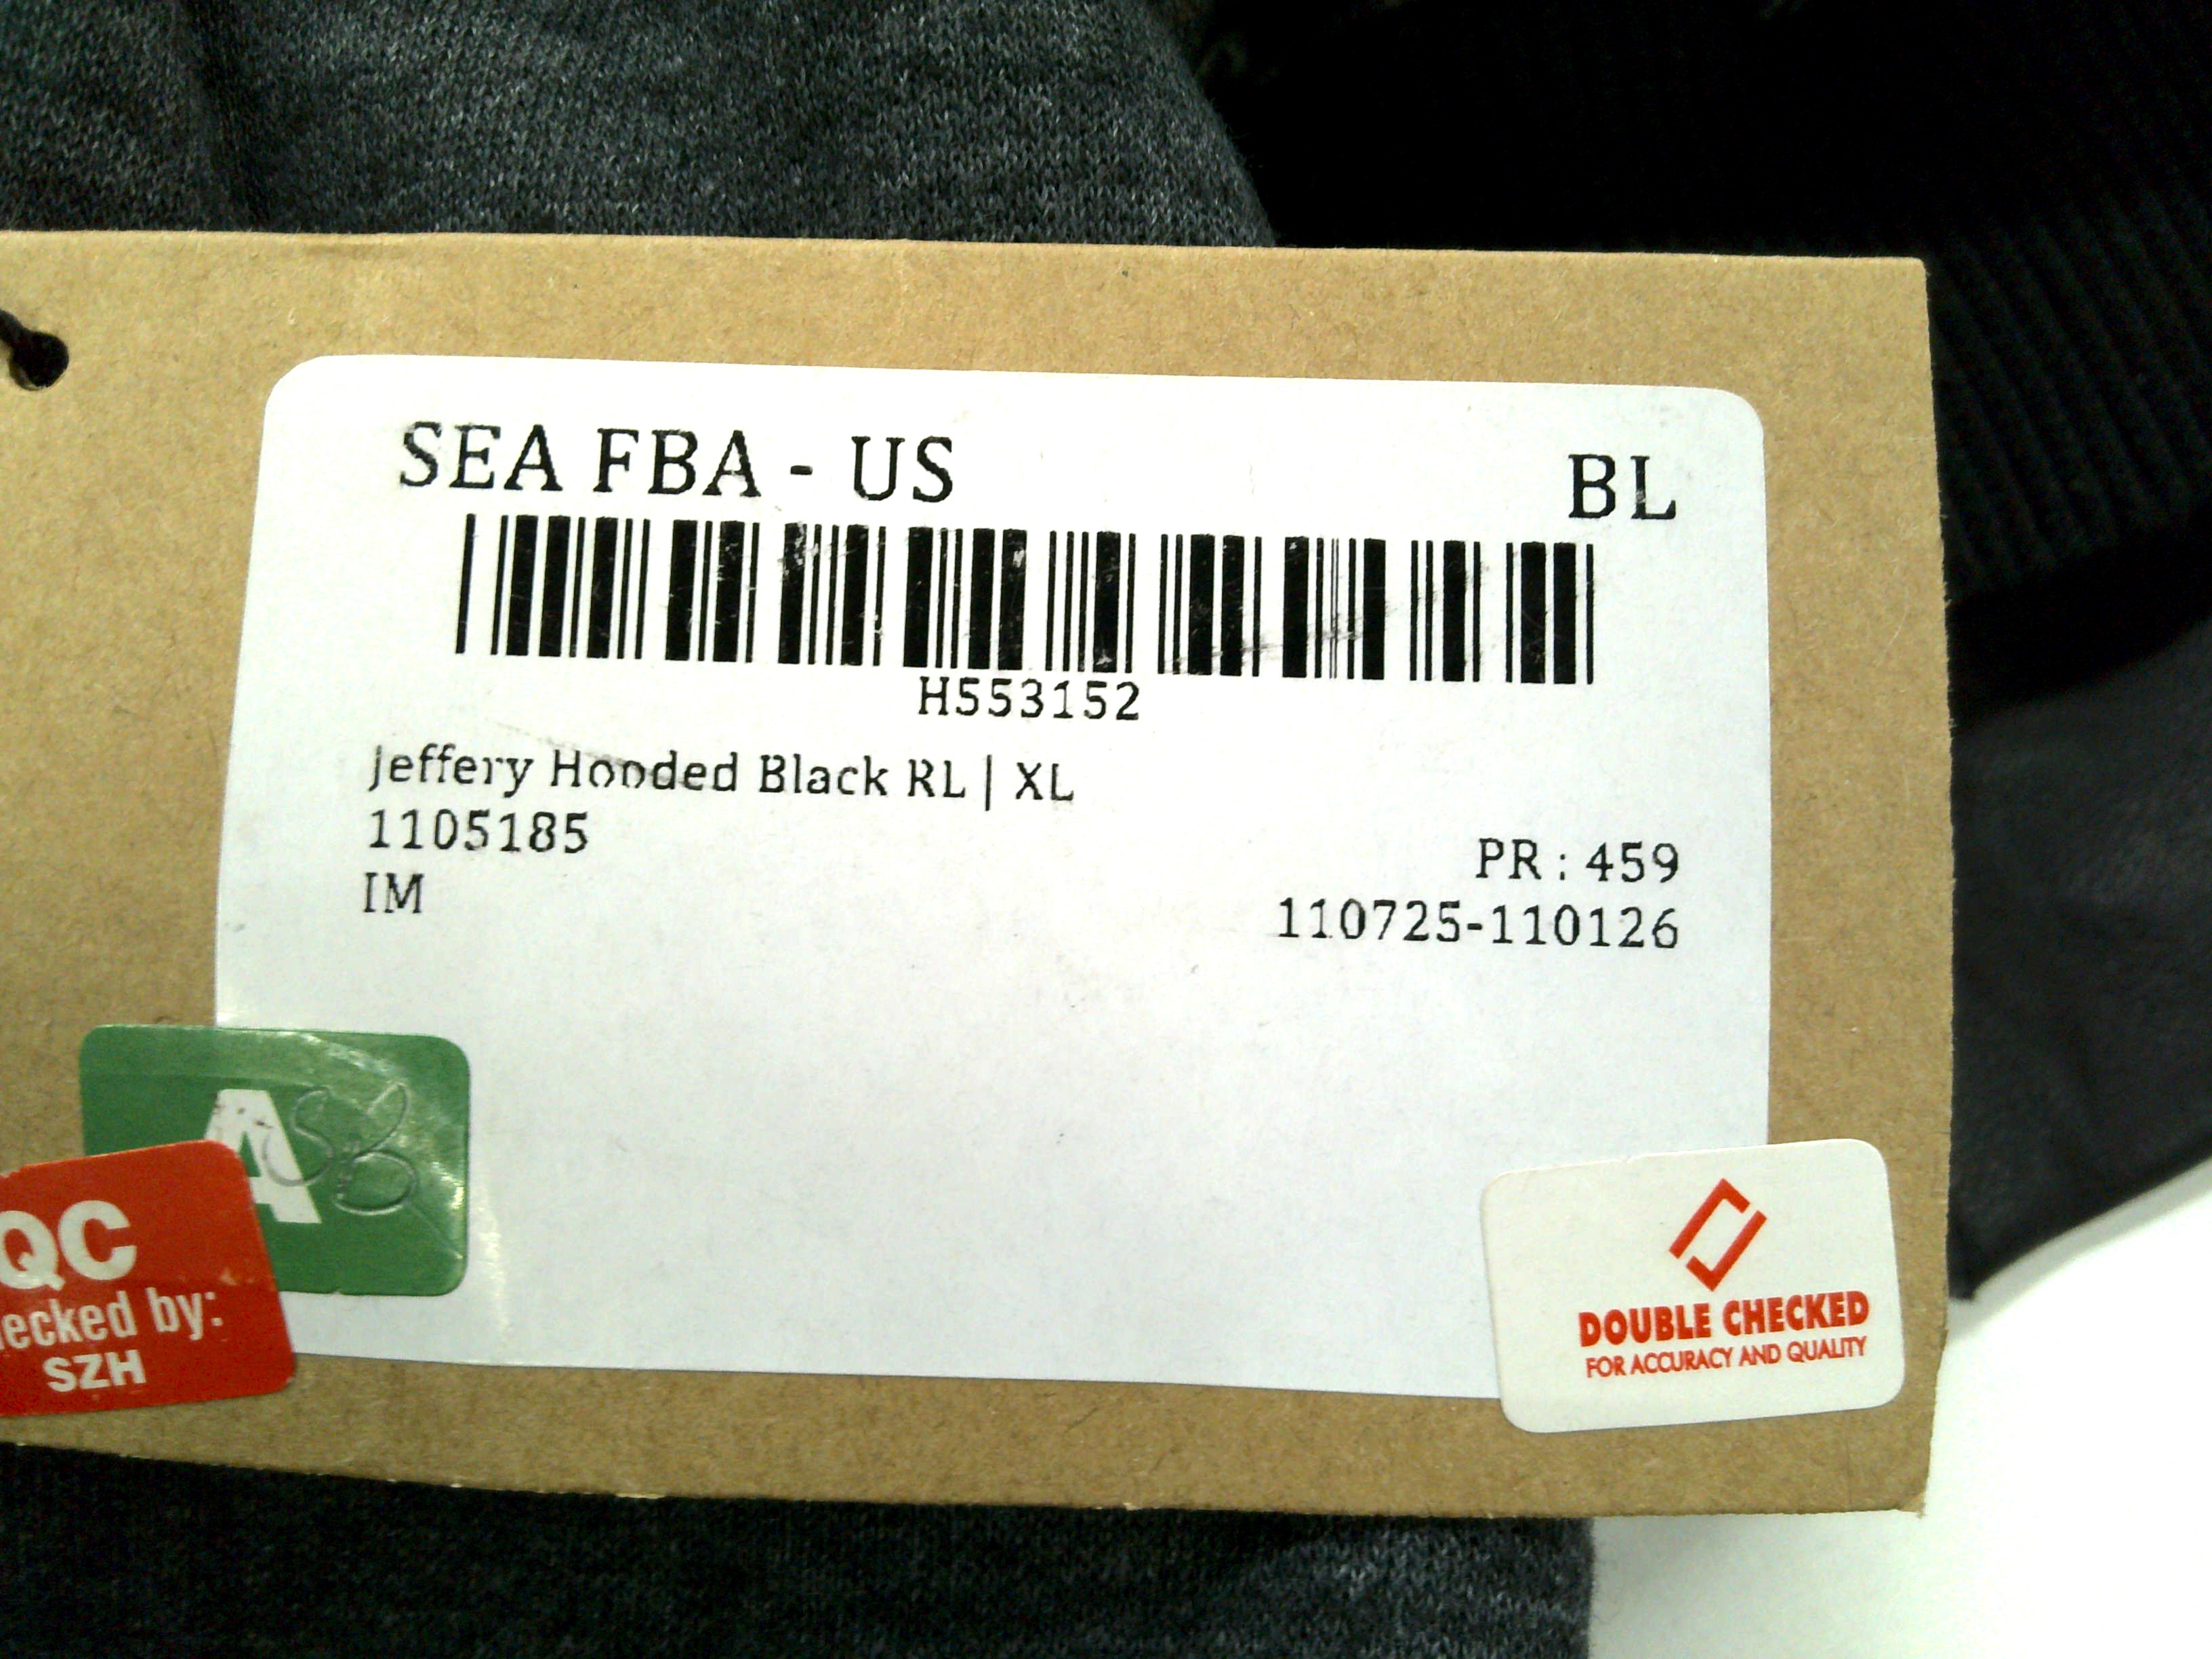 SEA FBA - US BL
H553152
Jeffery Hooded Black RL | XL
1105185
PR : 459
IM
110725-110126
A
QC
ecked by:
SZH
DOUBLE CHECKED
FOR ACCURACY AND QUALITY